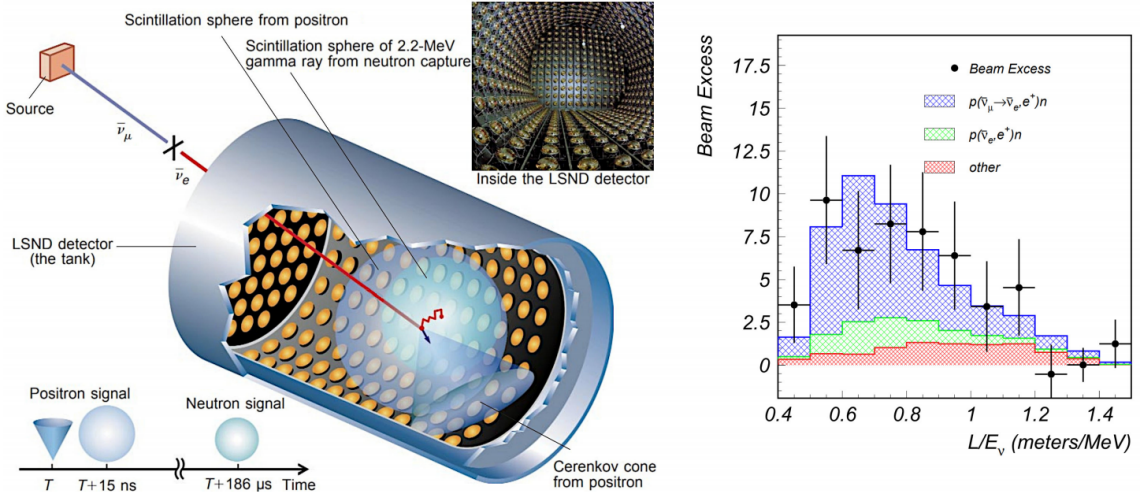 Scintillation sphere from positron
Scintillation sphere of 2.2-MeV
gamma ray from neutron capture
Source
ν̅μ
ν̅e
LSND detector
(the tank)
Inside the LSND detector
Positron signal
Neutron signal
T
T+15 ns
T+186 μs
Time
Cerenkov cone
from positron
Beam Excess
17.5
15
12.5
10
7.5
5
2.5
0
Beam Excess
p(ν̅μ→ν̅e,e+)n
p(ν̅e,e+)n
other
0.4
0.6
0.8
1
1.2
1.4
L/Eν (meters/MeV)